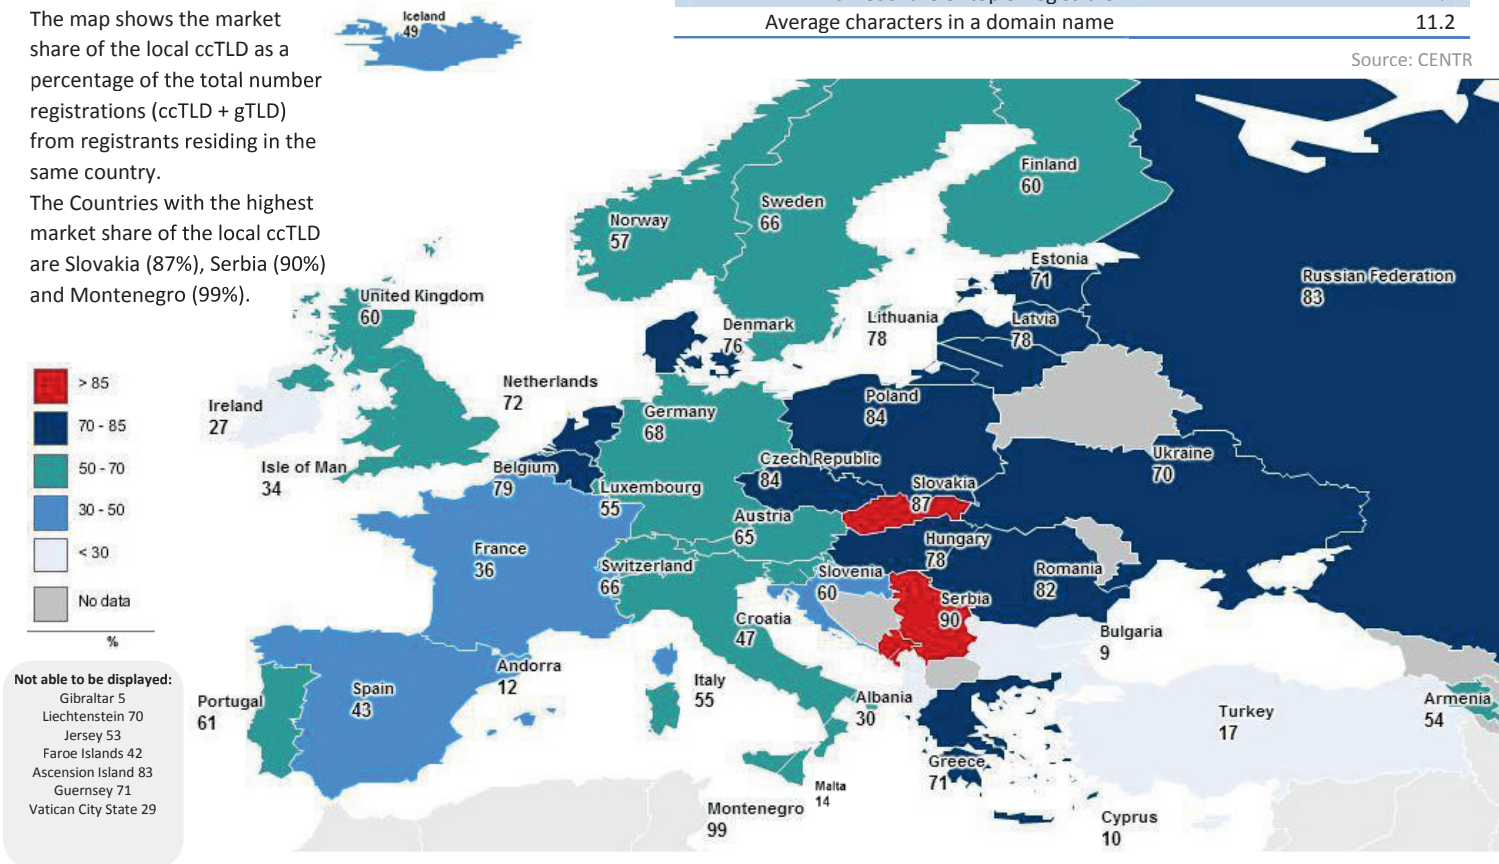 The map shows the market
share of the local ccTLD as a
percentage of the total number
registrations (ccTLD + gTLD)
from registrants residing in the
same country.
The Countries with the highest
market share of the local ccTLD
are Slovakia (87%), Serbia (90%)
and Montenegro (99%).
Average characters in a domain name 11.2
Source: CENTR
Iceland
49
Finland
60
Sweden
66
Norway
57
Estonia
71
Russian Federation
83
United Kingdom
60
Denmark
76
Lithuania
78
Latvia
78
Netherlands
72
Ireland
27
Germany
68
Poland
84
Isle of Man
34
Belgium
79
Czech Republic
84
Ukraine
70
Luxembourg
55
Slovakia
87
Austria
65
France
36
Hungary
78
Switzerland
66
Slovenia
60
Romania
82
Serbia
90
Croatia
47
Bulgaria
9
Andorra
12
Spain
43
Portugal
61
Italy
55
Albania
30
Turkey
17
Armenia
54
Greece
71
Malta
14
Montenegro
99
Cyprus
10
> 85
70 - 85
50 - 70
30 - 50
< 30
No data
%
Not able to be displayed:
Gibraltar 5
Liechtenstein 70
Jersey 53
Faroe Islands 42
Ascension Island 83
Guernsey 71
Vatican City State 29